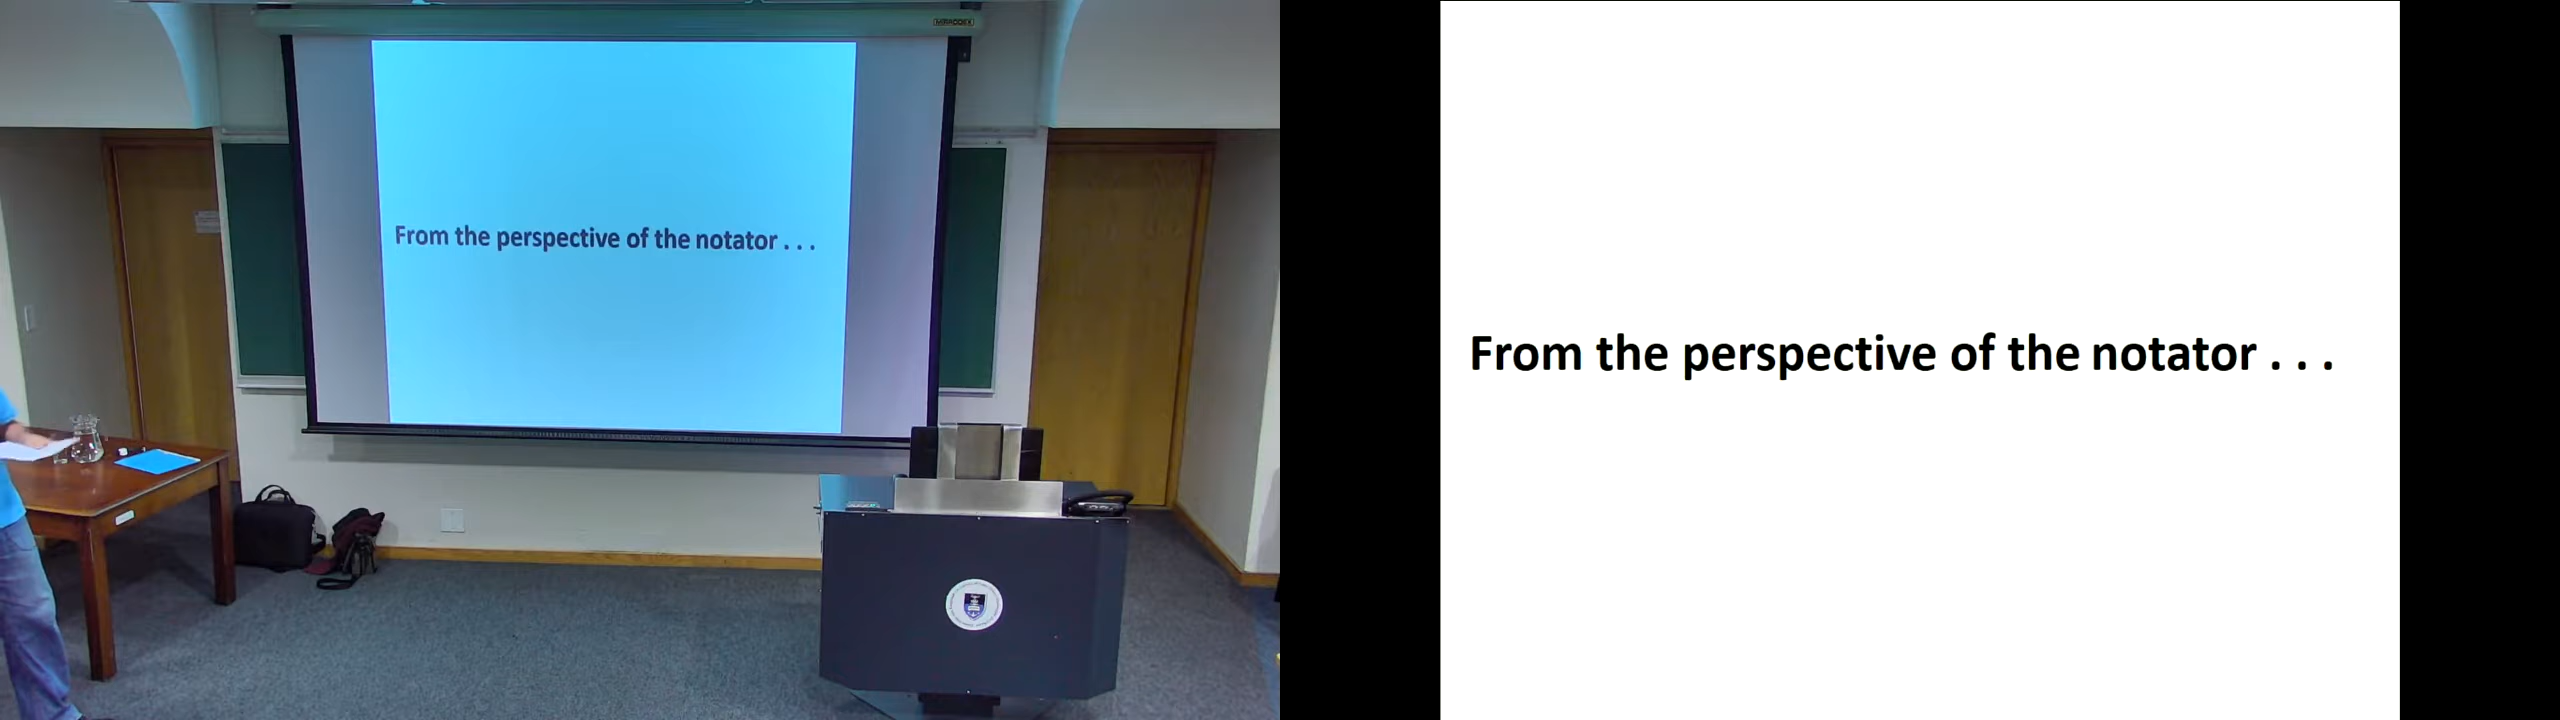 From the perspective of the notator . . .
From the perspective of the notator . . .